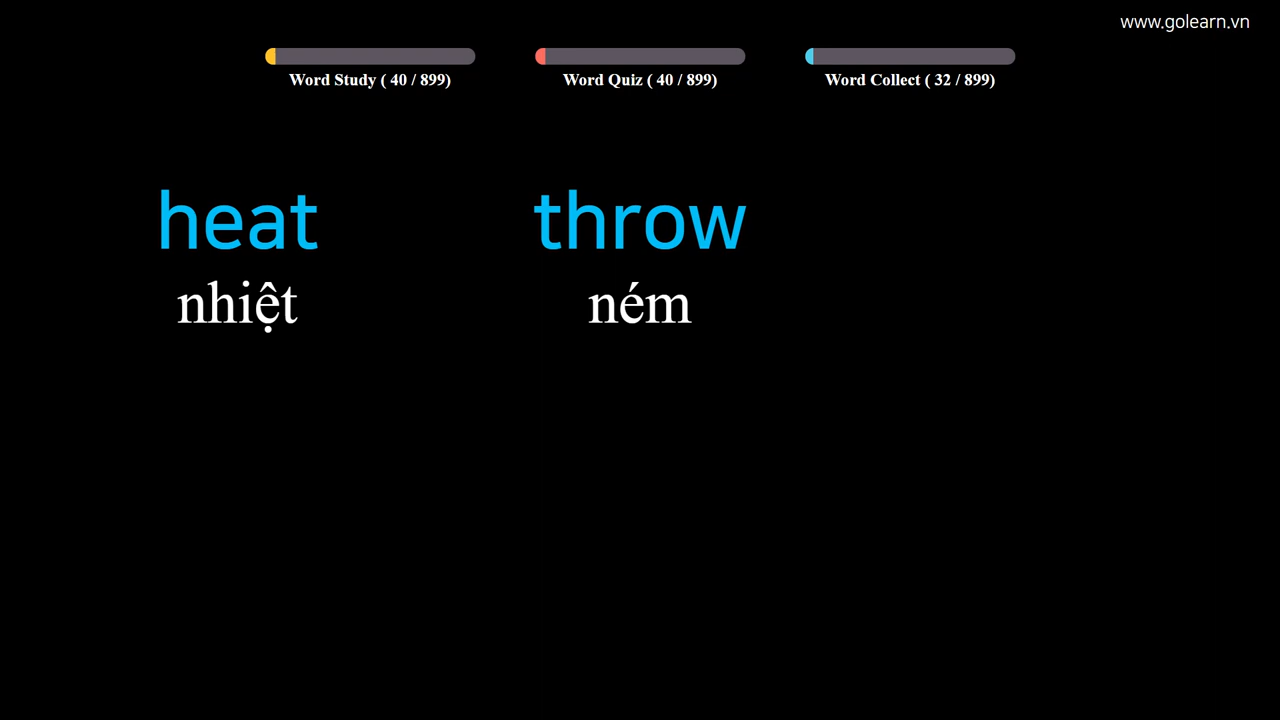 www.golearn.vn
Word Study ( 40 / 899)
Word Quiz ( 40 / 899)
Word Collect ( 32 / 899)
heat
nhiệt
throw
ném